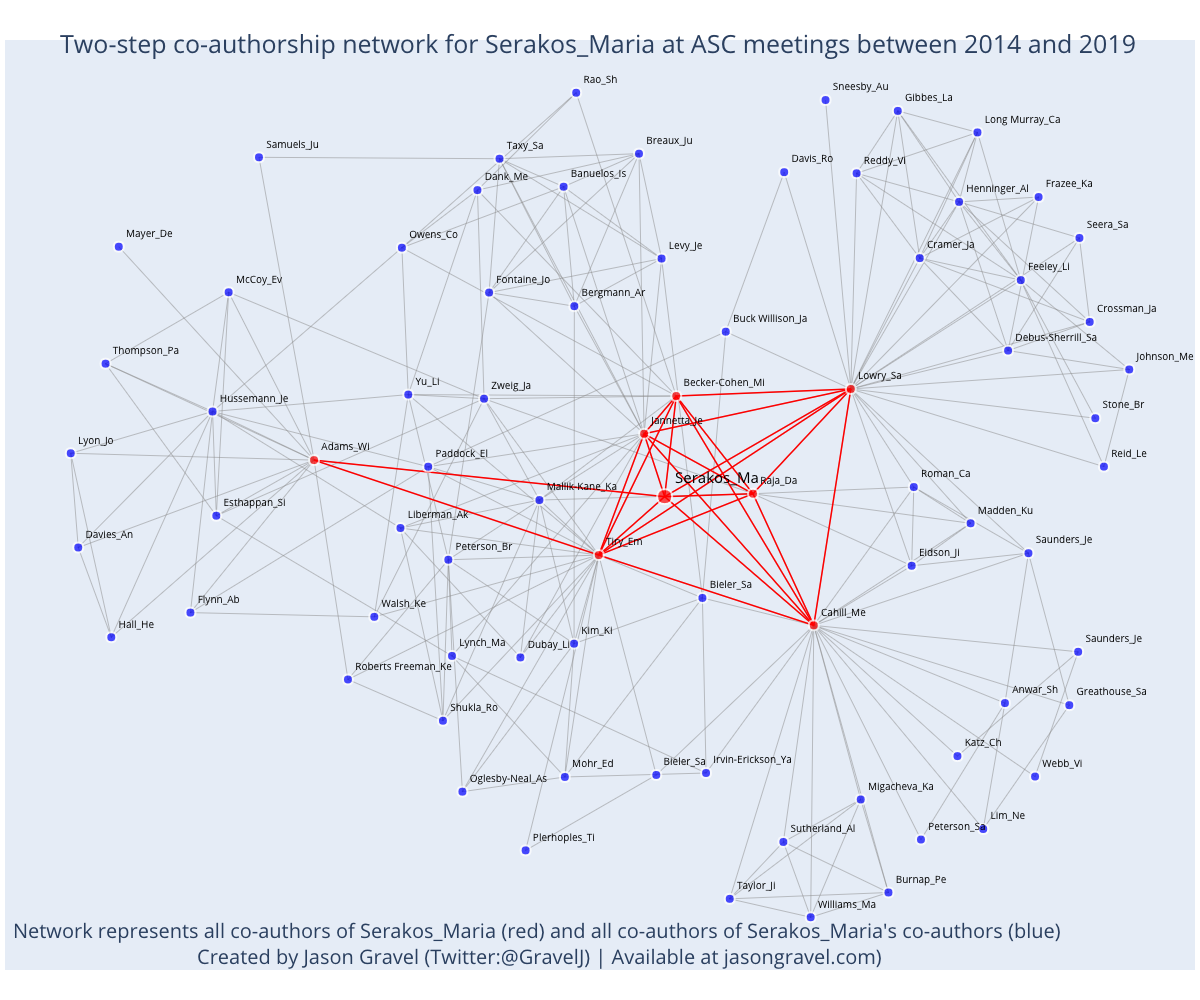 Two-step co-authorship network for Serakos_Maria at ASC meetings between 2014 and 2019
Rao_Sh
Sneesby_Au
Gibbes_La
Long Murray_Ca
Samuels_Ju
Taxy_Sa
Breaux_Ju
Davis_Ro
Reddy_Vi
Dank_Me
Banuelos_Is
Henninger_Al
Frazee_Ka
Mayer_De
Owens_Co
Levy_Je
Cramer_Ja
Seera_Sa
McCoy_Ev
Fontaine_Jo
Bergmann_Ar
Feeley_Li
Buck Willison_Ja
Crossman_Ja
Thompson_Pa
Debus-Sherrill_Sa
Johnson_Me
Yu_Li
Zweig_Ja
Becker-Cohen_Mi
Lowry_Sa
Hussemann_Je
Jannetta_Je
Stone_Br
Lyon_Jo
Adams_Wi
Paddock_El
Reid_Le
Serakos_Ma
Raja_Da
Roman_Ca
Mallik-Kane_Ka
Esthappan_Si
Liberman_Ak
Madden_Ku
Davies_An
Peterson_Br
Tiry_Em
Eidson_Ji
Saunders_Je
Flynn_Ab
Walsh_Ke
Bieler_Sa
Cahill_Me
Hall_He
Lynch_Ma
Dubay_Li
Kim_Ki
Saunders_Je
Roberts Freeman_Ke
Anwar_Sh
Greathouse_Sa
Shukla_Ro
Katz_Ch
Oglesby-Neal_As
Mohr_Ed
Bieler_Sa
Irvin-Erickson_Ya
Webb_Vi
Migacheva_Ka
Pierhoples_Ti
Sutherland_Al
Peterson_Sa
Lim_Ne
Taylor_Ji
Williams_Ma
Burnap_Pe
Network represents all co-authors of Serakos_Maria (red) and all co-authors of Serakos_Maria's co-authors (blue)
Created by Jason Gravel (Twitter:@GravelJ) | Available at jasongravel.com)